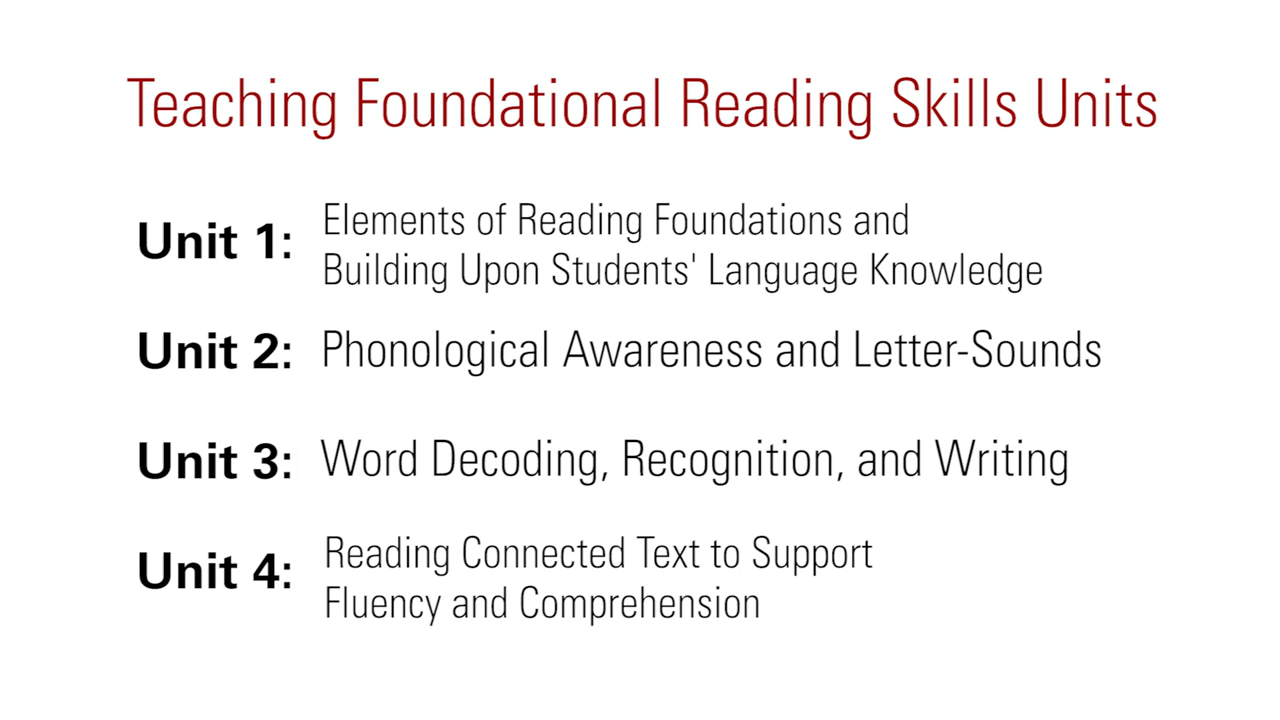 Teaching Foundational Reading Skills Units
Unit 1: Elements of Reading Foundations and
Building Upon Students' Language Knowledge
Unit 2: Phonological Awareness and Letter-Sounds
Unit 3: Word Decoding, Recognition, and Writing
Unit 4: Reading Connected Text to Support
Fluency and Comprehension